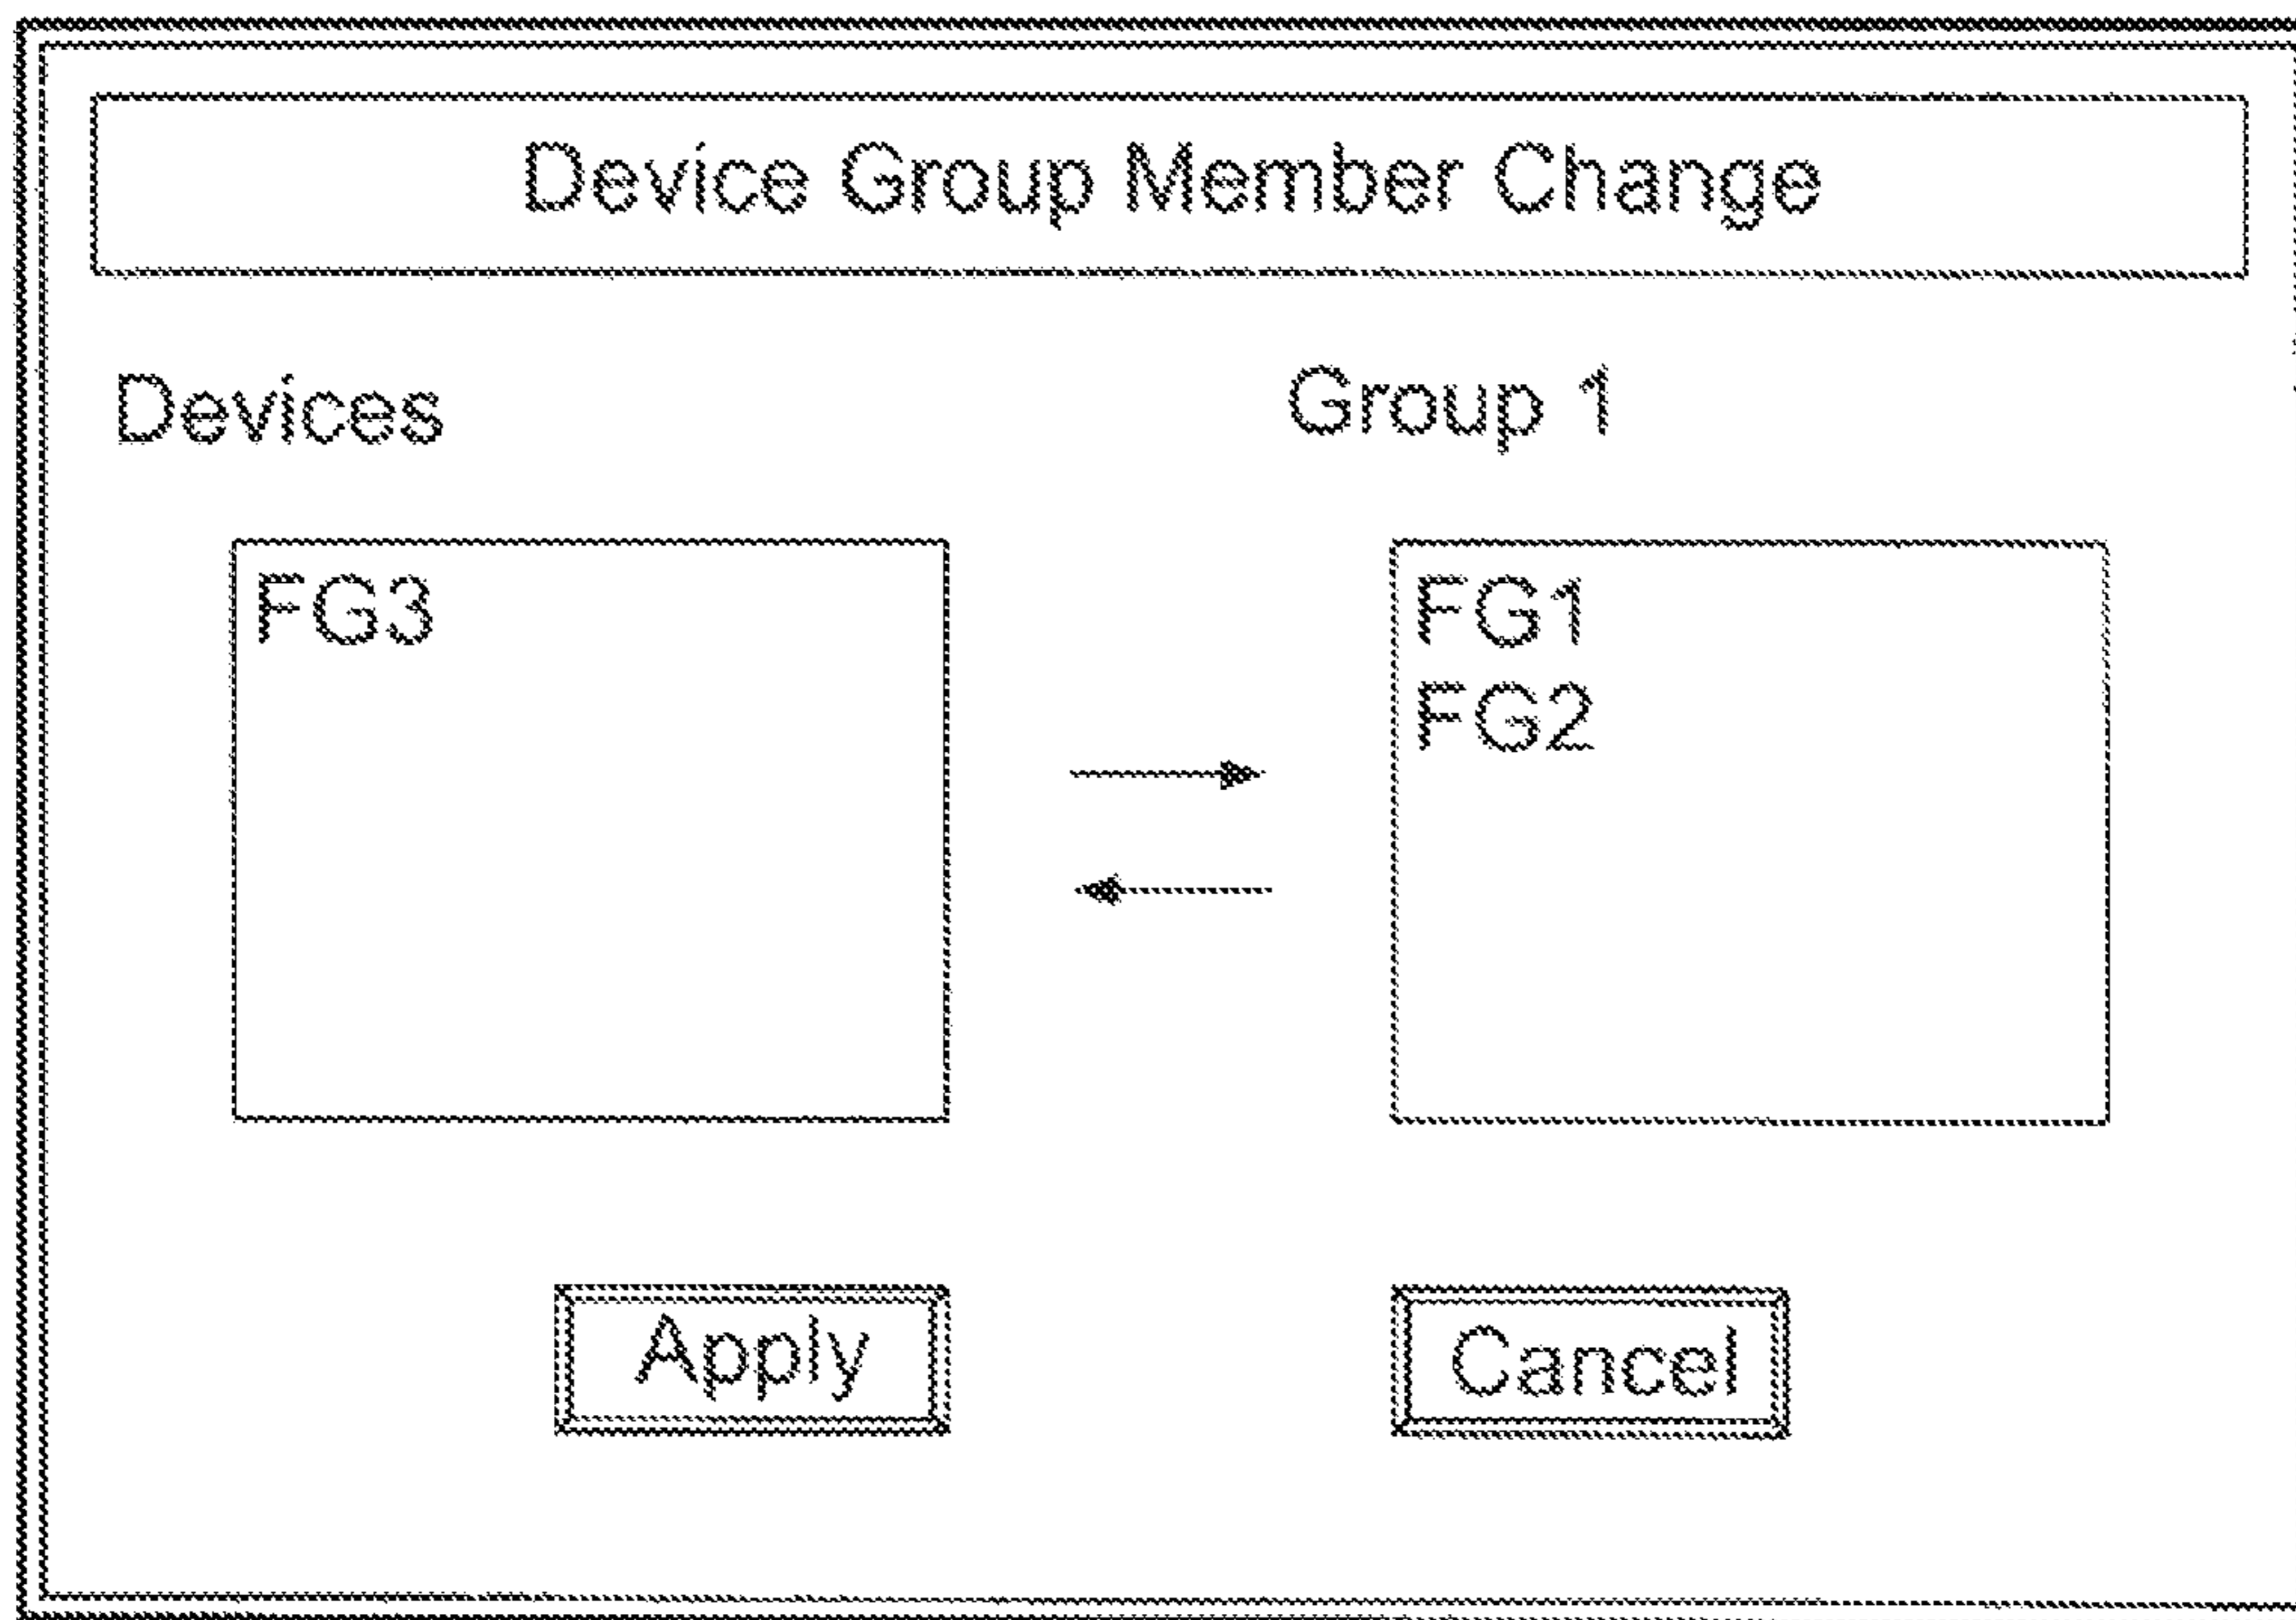 Device Group Member Change
Devices
Group 1
FG3
FG1
FG2
Apply
Cancel